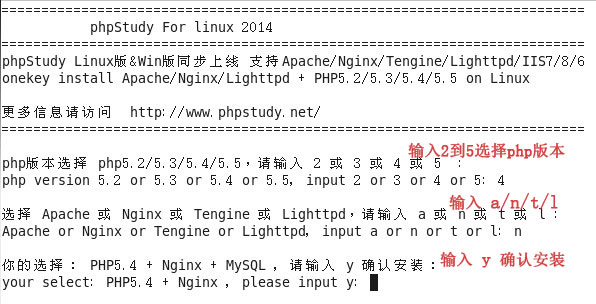 phpStudy For linux 2014
phpStudy Linux版&Win版同步上线 支持Apache/Nginx/Tengine/Lighttpd/IIS7/8/6
onekey install Apache/Nginx/Lighttpd + PHP5.2/5.3/5.4/5.5 on Linux
更多信息请访问 http://www.phpstudy.net/
输入2到5选择php版本
php版本选择 php5.2/5.3/5.4/5.5，请输入 2 或 3 或 4 或 5 ：
php version 5.2 or 5.3 or 5.4 or 5.5, input 2 or 3 or 4 or 5: 4
输入 a/n/t/l
选择 Apache 或 Nginx 或 Tengine 或 Lighttpd，请输入 a 或 n 或 t 或 l ：
Apache or Nginx or Tengine or Lighttpd, input a or n or t or l: n
你的选择： PHP5.4 + Nginx + MySQL ，请输入 y 确认安装：
输入 y 确认安装
your select: PHP5.4 + Nginx , please input y: